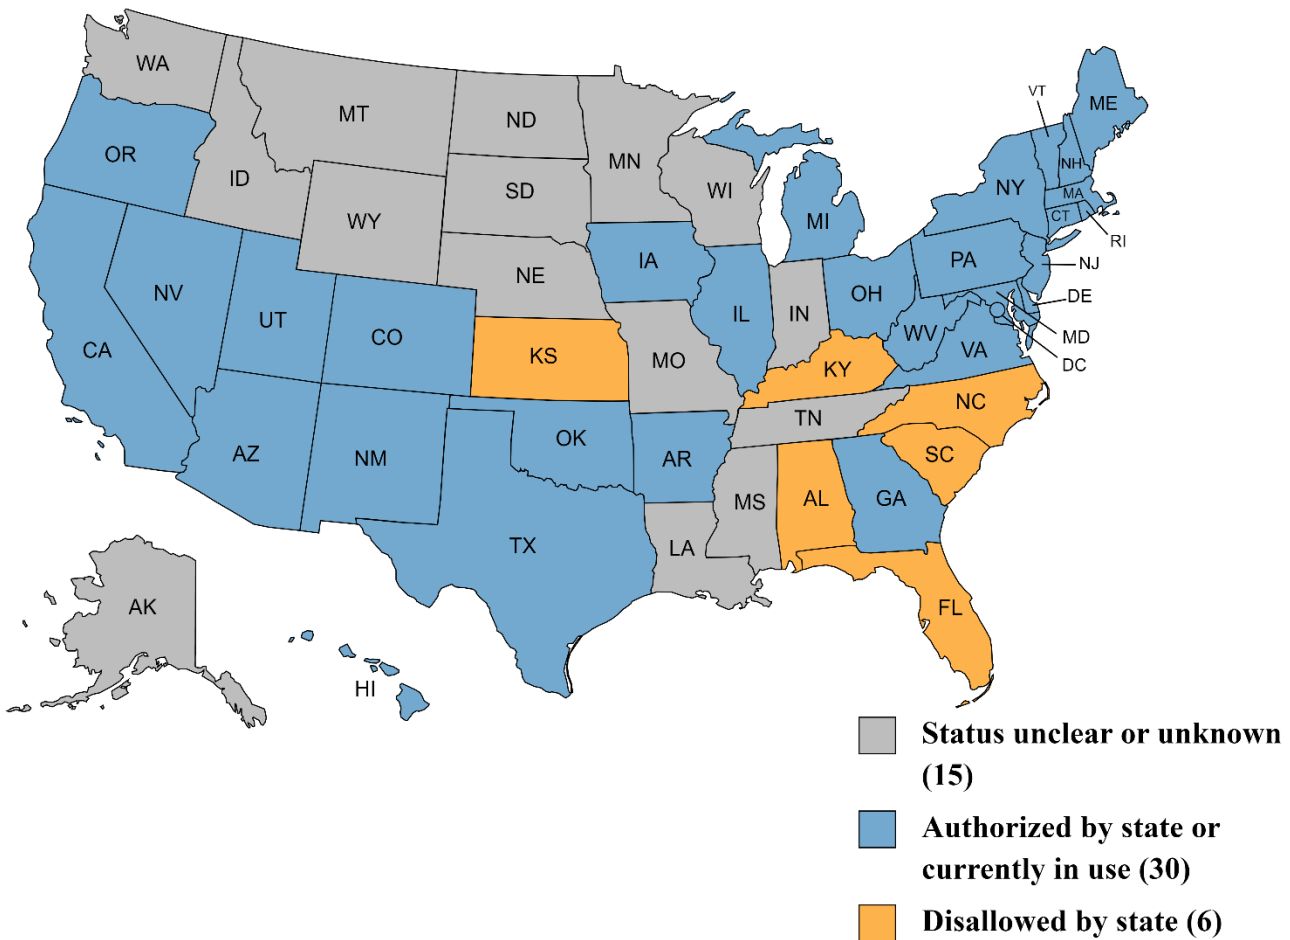 WA
MT
ND
MN
VT
ME
OR
ID
SD
WI
NH
WY
NY
MA
MI
CT
RI
IA
NE
PA
NJ
NV
OH
DE
UT
IL
IN
CO
WV
MD
CA
KS
MO
VA
KY
DC
TN
NC
OK
AZ
NM
AR
SC
MS
AL
GA
TX
LA
AK
FL
HI
Status unclear or unknown
(15)
Authorized by state or
currently in use (30)
Disallowed by state (6)